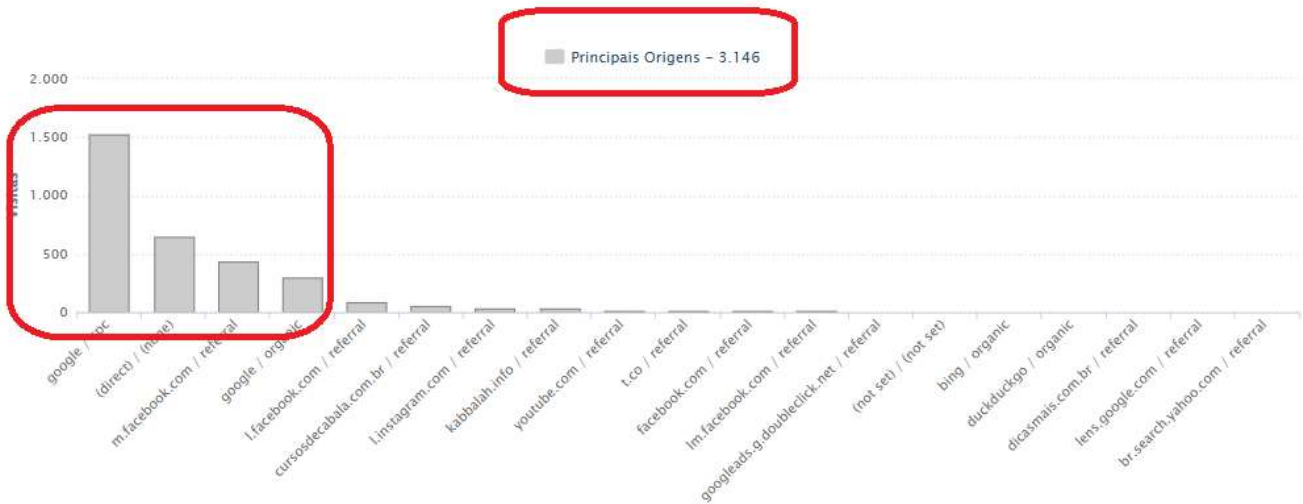 Principais Origens - 3.146
2.000
1.500
1.000
500
0
Visitas
google / cpc
(direct) / (none)
m.facebook.com / referral
google / organic
l.facebook.com / referral
cursosdecabala.com.br / referral
l.instagram.com / referral
kabbalah.info / referral
youtube.com / referral
t.co / referral
facebook.com / referral
lm.facebook.com / referral
googleads.g.doubleclick.net / referral
(not set) / (not set)
bing / organic
duckduckgo / organic
dicasmais.com.br / referral
lens.google.com / referral
br.search.yahoo.com / referral